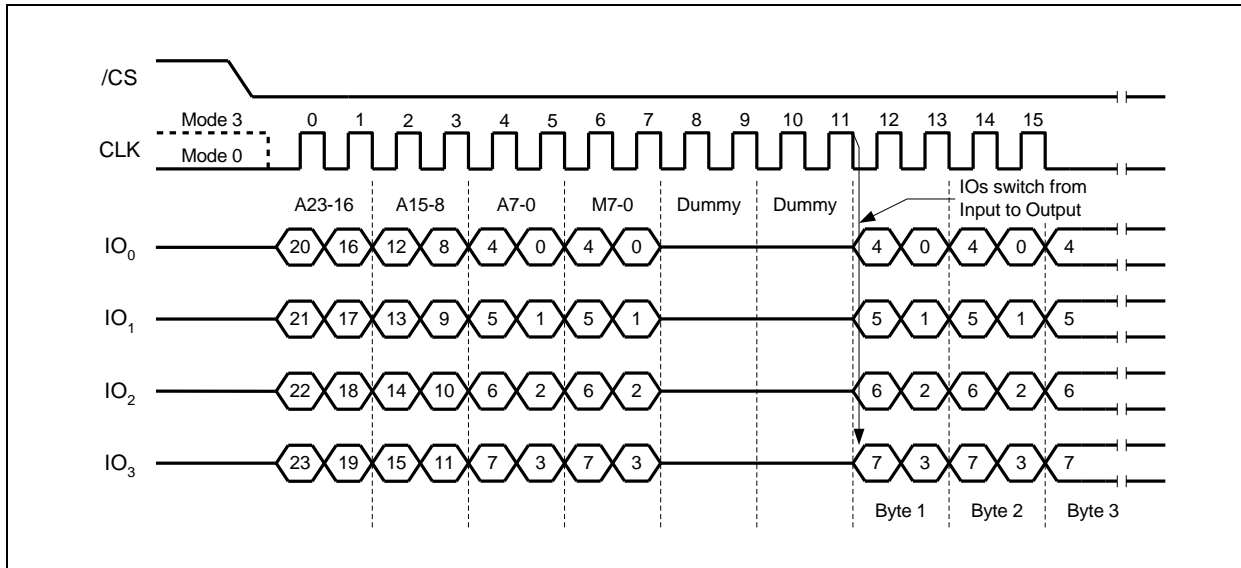 /CS
Mode 3 0 1 2 3 4 5 6 7 8 9 10 11 12 13 14 15
CLK
Mode 0
IOs switch from
Input to Output
A23-16 A15-8 A7-0 M7-0 Dummy Dummy
IO0 20 16 12 8 4 0 4 0 4 0 4 0 4
IO1 21 17 13 9 5 1 5 1 5 1 5 1 5
IO2 22 18 14 10 6 2 6 2 6 2 6 2 6
IO3 23 19 15 11 7 3 7 3 7 3 7 3 7
Byte 1 Byte 2 Byte 3